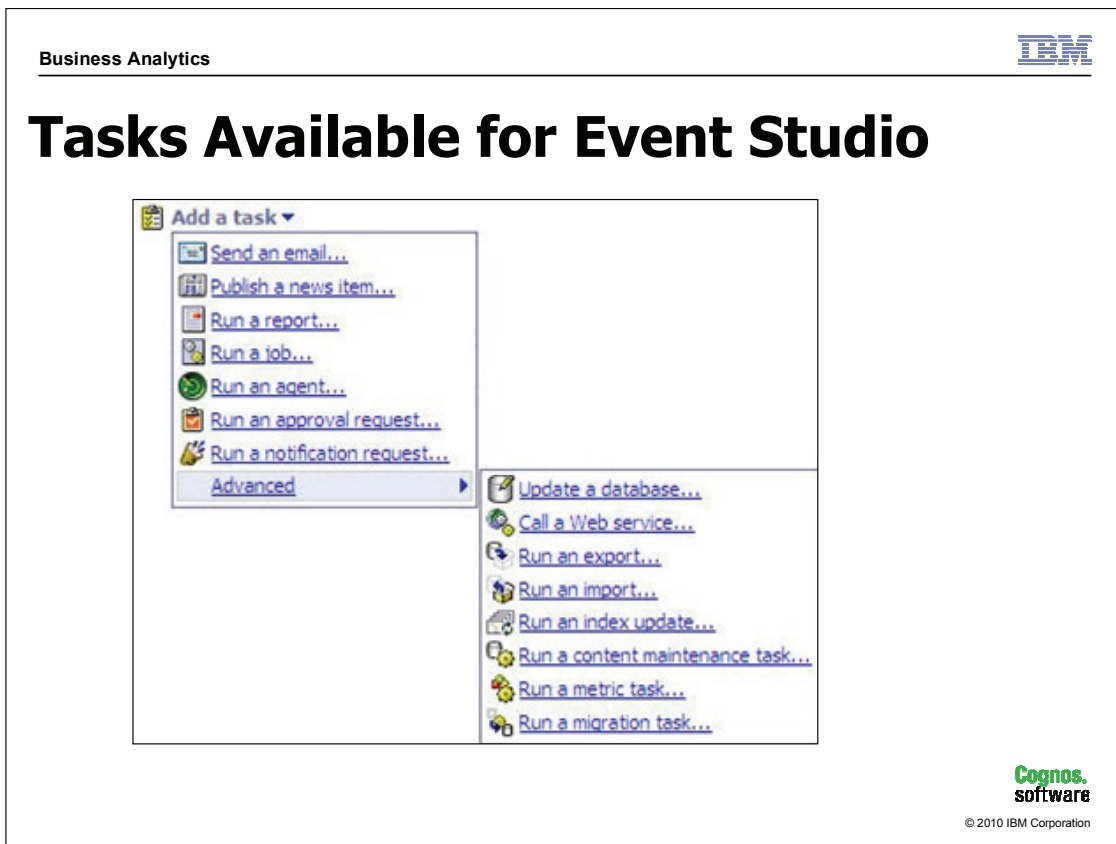 Business Analytics
IBM
Tasks Available for Event Studio
Add a task
Send an email...
Publish a news item...
Run a report...
Run a job...
Run an agent...
Run an approval request...
Run a notification request...
Advanced
Update a database...
Call a Web service...
Run an export...
Run an import...
Run an index update...
Run a content maintenance task...
Run a metric task...
Run a migration task...
Cognos.
software
© 2010 IBM Corporation